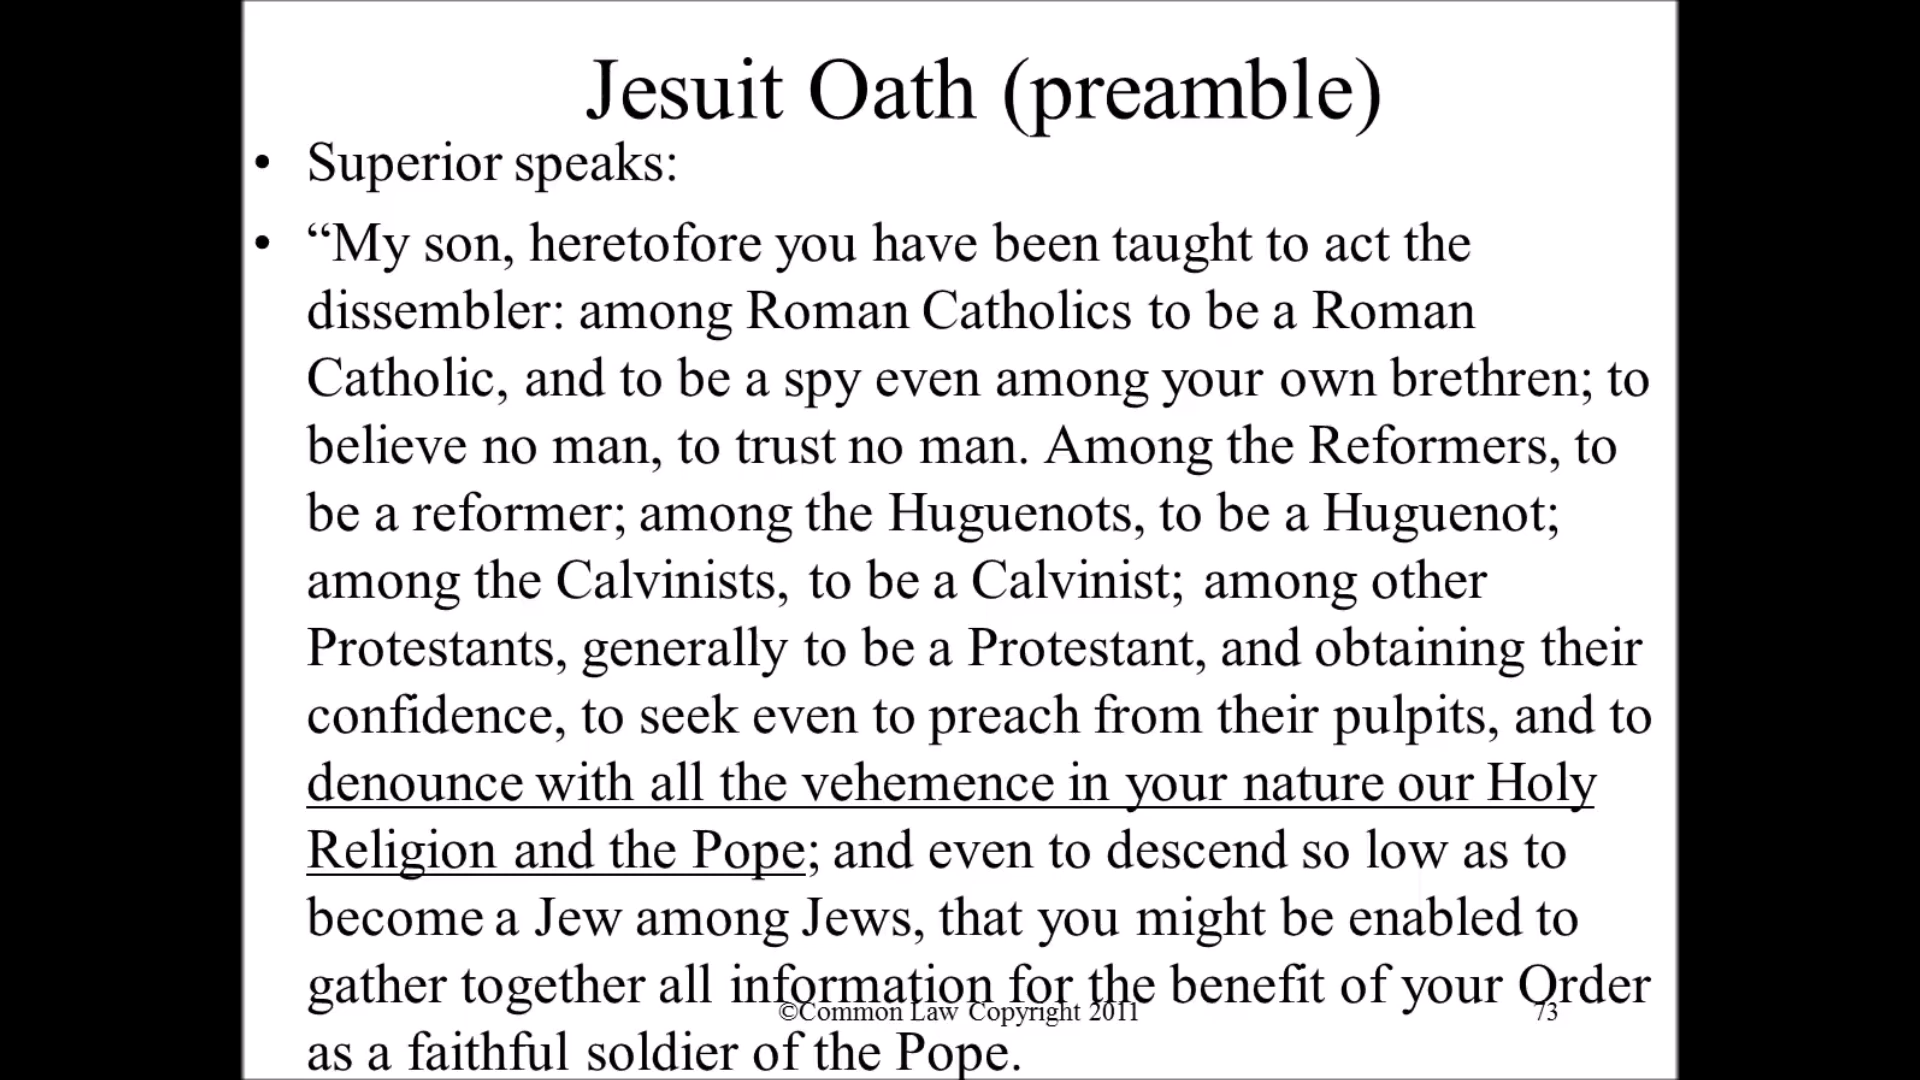 Jesuit Oath (preamble)
• Superior speaks:
• “My son, heretofore you have been taught to act the
dissembler: among Roman Catholics to be a Roman
Catholic, and to be a spy even among your own brethren; to
believe no man, to trust no man. Among the Reformers, to
be a reformer; among the Huguenots, to be a Huguenot;
among the Calvinists, to be a Calvinist; among other
Protestants, generally to be a Protestant, and obtaining their
confidence, to seek even to preach from their pulpits, and to
denounce with all the vehemence in your nature our Holy
Religion and the Pope; and even to descend so low as to
become a Jew among Jews, that you might be enabled to
gather together all information for the benefit of your Order
©Common Law Copyright 2011 73
as a faithful soldier of the Pope.